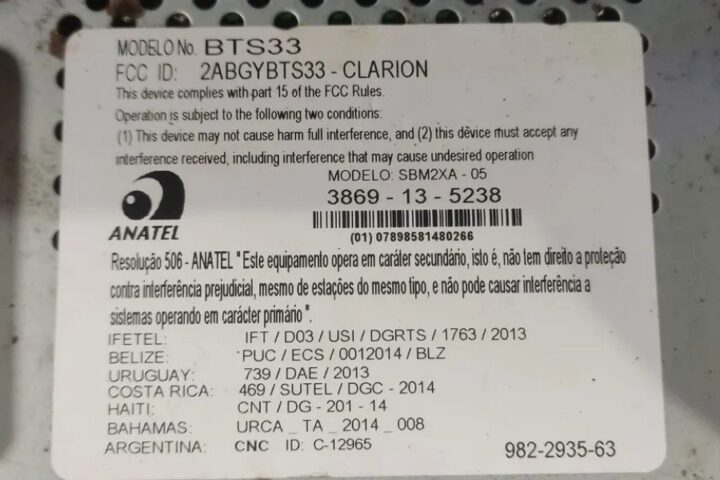 MODELO No. BTS33
FCC ID: 2ABGYBTS33 - CLARION
This device complies with part 15 of the FCC Rules.
Operation is subject to the following two conditions:
(1) This device may not cause harm full interference, and (2) this device must accept any
interference received, including interference that may cause undesired operation
MODELO: SBM2XA - 05
3869 - 13 - 5238
(01) 07898581480266
ANATEL
Resolução 506 - ANATEL " Este equipamento opera em caráler secundário, isto é, não tem direito a proteção
contra interferência prejudicial, mesmo de estações do mesmo tipo, e não pode causar interferência a
sistemas operando em carácter primário ".
IFETEL: IFT / D03 / USI / DGRTS / 1763 / 2013
BELIZE: PUC / ECS / 0012014 / BLZ
URUGUAY: 739 / DAE / 2013
COSTA RICA: 469 / SUTEL / DGC - 2014
HAITI: CNT / DG - 201 - 14
BAHAMAS: URCA _ TA _ 2014 _ 008
ARGENTINA: CNC ID: C-12965
982-2935-63